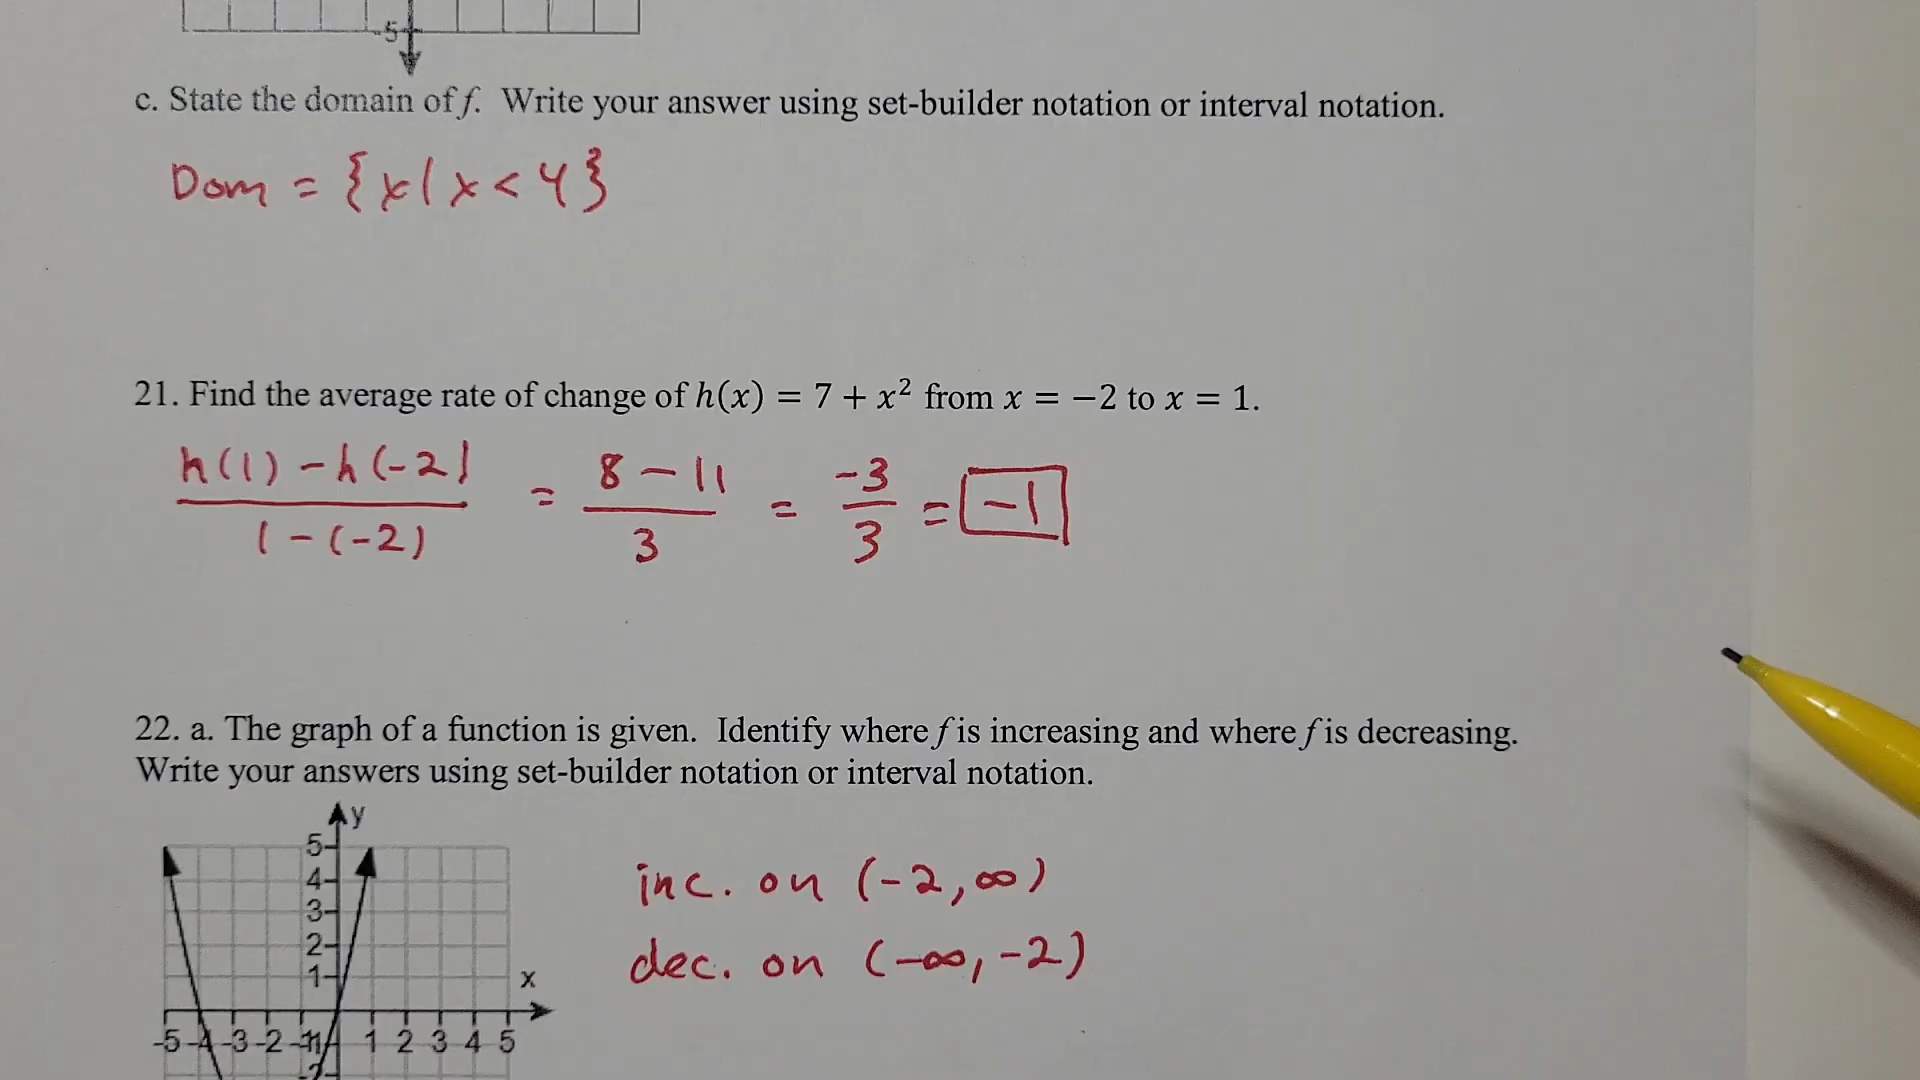 -5
c. State the domain of f. Write your answer using set-builder notation or interval notation.
Dom = {x | x < 4}
21. Find the average rate of change of h(x) = 7 + x² from x = −2 to x = 1.
h(1) - h(-2)
1 - (-2)
= 8 - 11
3
= -3
3
= -1
22. a. The graph of a function is given. Identify where f is increasing and where f is decreasing.
Write your answers using set-builder notation or interval notation.
y
5
4
3
2
1
inc. on (-2, ∞)
dec. on (-∞, -2)
x
-5 -4 -3 -2 -1 1 2 3 4 5